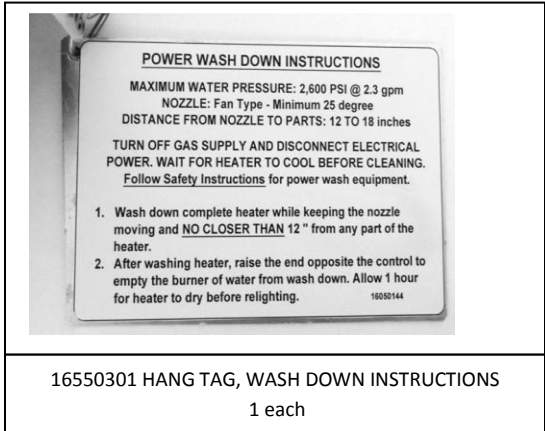 POWER WASH DOWN INSTRUCTIONS
MAXIMUM WATER PRESSURE: 2,600 PSI @ 2.3 gpm
NOZZLE: Fan Type - Minimum 25 degree
DISTANCE FROM NOZZLE TO PARTS: 12 TO 18 inches
TURN OFF GAS SUPPLY AND DISCONNECT ELECTRICAL
POWER. WAIT FOR HEATER TO COOL BEFORE CLEANING.
Follow Safety Instructions for power wash equipment.
1. Wash down complete heater while keeping the nozzle
moving and NO CLOSER THAN 12 " from any part of the
heater.
2. After washing heater, raise the end opposite the control to
empty the burner of water from wash down. Allow 1 hour
for heater to dry before relighting. 16050144
16550301 HANG TAG, WASH DOWN INSTRUCTIONS
1 each